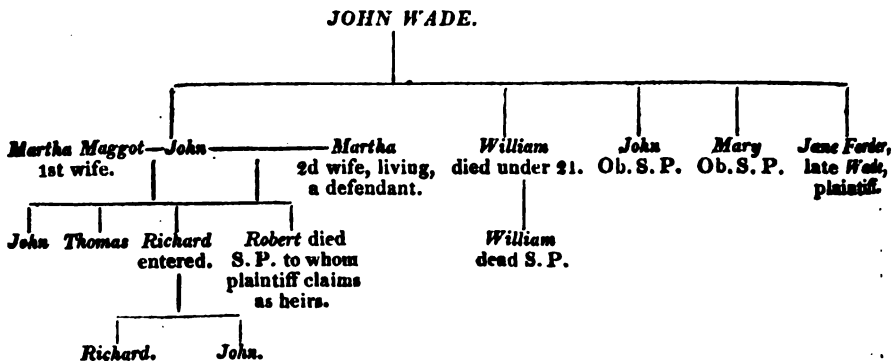 JOHN WADE.
Martha Maggot—John—Martha William John Mary Jane Forder,
1st wife. 2d wife, living, died under 21. Ob. S. P. Ob. S. P. late Wade,
a defendant. plaintiff.
John Thomas Richard Robert died William
entered. S. P. to whom dead S. P.
plaintiff claims
as heirs.
Richard. John.